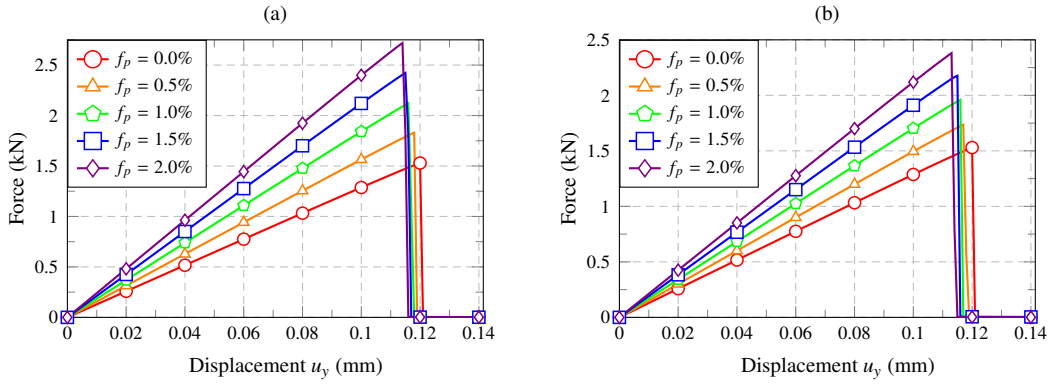 (a)
Force (kN)
2.5
2
1.5
1
0.5
0
f_p = 0.0%
f_p = 0.5%
f_p = 1.0%
f_p = 1.5%
f_p = 2.0%
0 0.02 0.04 0.06 0.08 0.1 0.12 0.14
Displacement u_y (mm)
(b)
Force (kN)
2.5
2
1.5
1
0.5
0
f_p = 0.0%
f_p = 0.5%
f_p = 1.0%
f_p = 1.5%
f_p = 2.0%
0 0.02 0.04 0.06 0.08 0.1 0.12 0.14
Displacement u_y (mm)